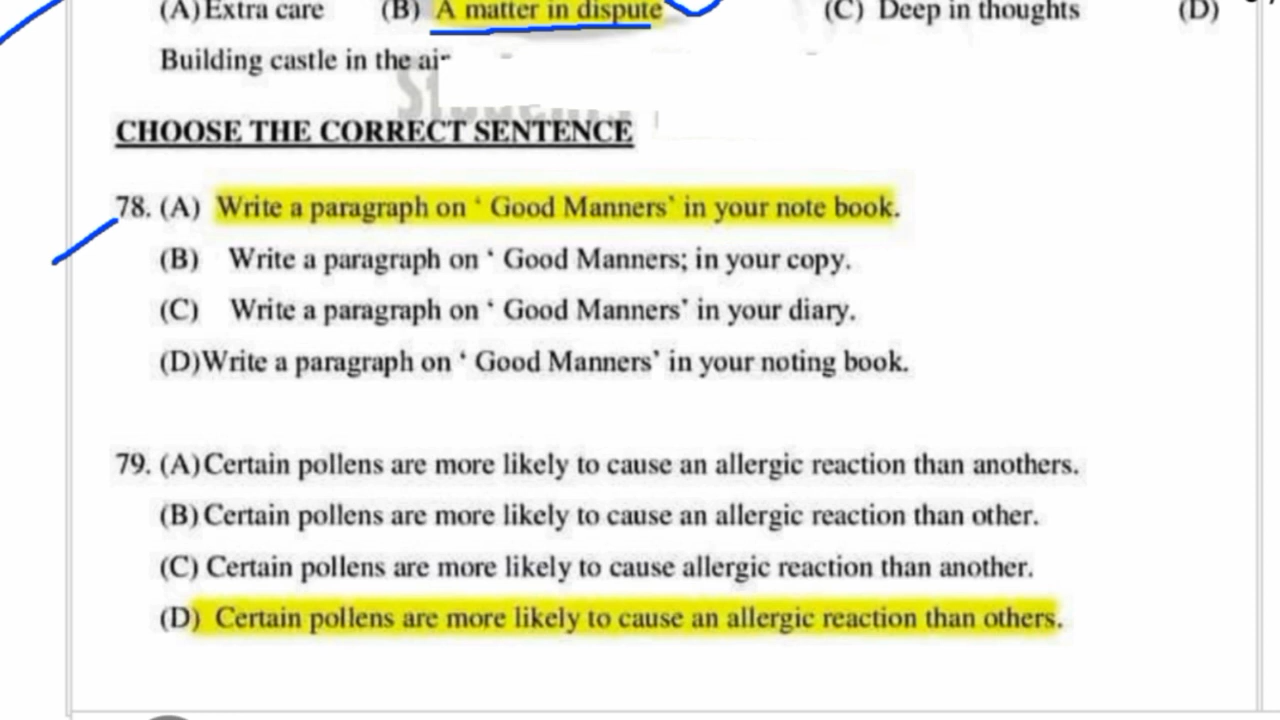 (A) Extra care (B) A matter in dispute (C) Deep in thoughts (D)
Building castle in the air
CHOOSE THE CORRECT SENTENCE
78. (A) Write a paragraph on ‘ Good Manners’ in your note book.
(B) Write a paragraph on ‘ Good Manners; in your copy.
(C) Write a paragraph on ‘ Good Manners’ in your diary.
(D)Write a paragraph on ‘ Good Manners’ in your noting book.
79. (A)Certain pollens are more likely to cause an allergic reaction than anothers.
(B)Certain pollens are more likely to cause an allergic reaction than other.
(C) Certain pollens are more likely to cause allergic reaction than another.
(D) Certain pollens are more likely to cause an allergic reaction than others.